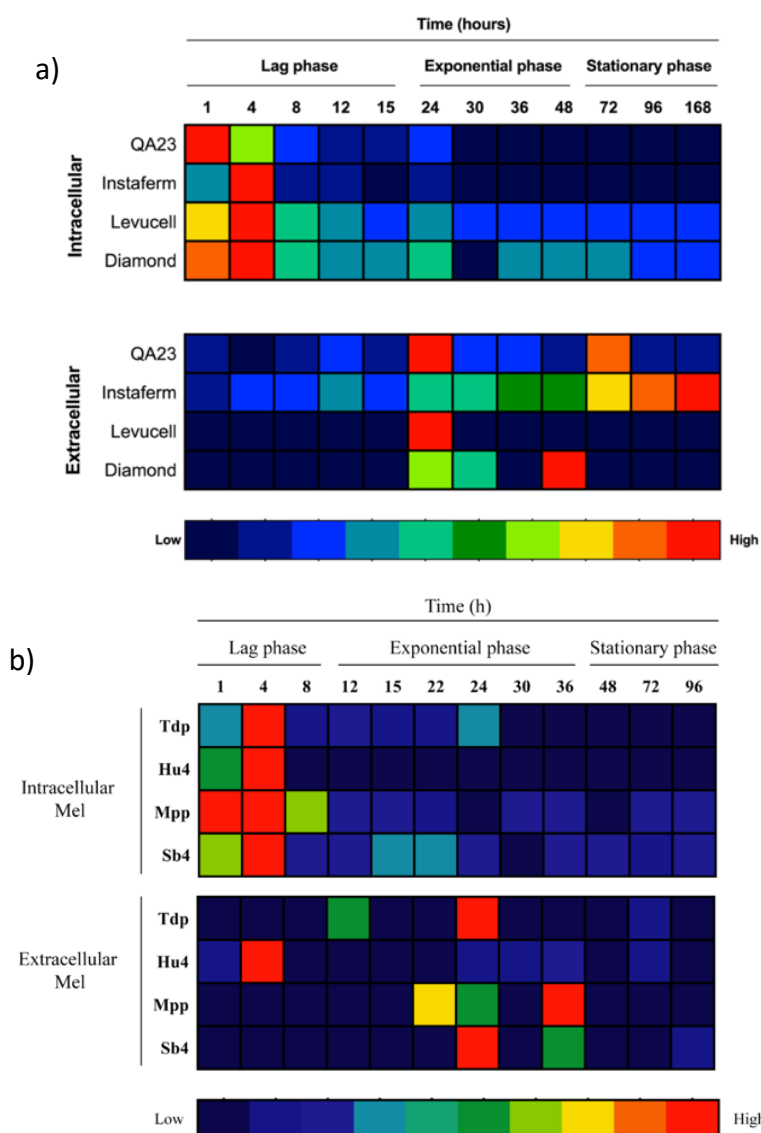 a)
Time (hours)
Lag phase Exponential phase Stationary phase
1 4 8 12 15 24 30 36 48 72 96 168
Intracellular
QA23
Instaferm
Levucell
Diamond
Extracellular
QA23
Instaferm
Levucell
Diamond
Low High
b)
Time (h)
Lag phase Exponential phase Stationary phase
1 4 8 12 15 22 24 30 36 48 72 96
Intracellular
Mel
Tdp
Hu4
Mpp
Sb4
Extracellular
Mel
Tdp
Hu4
Mpp
Sb4
Low High